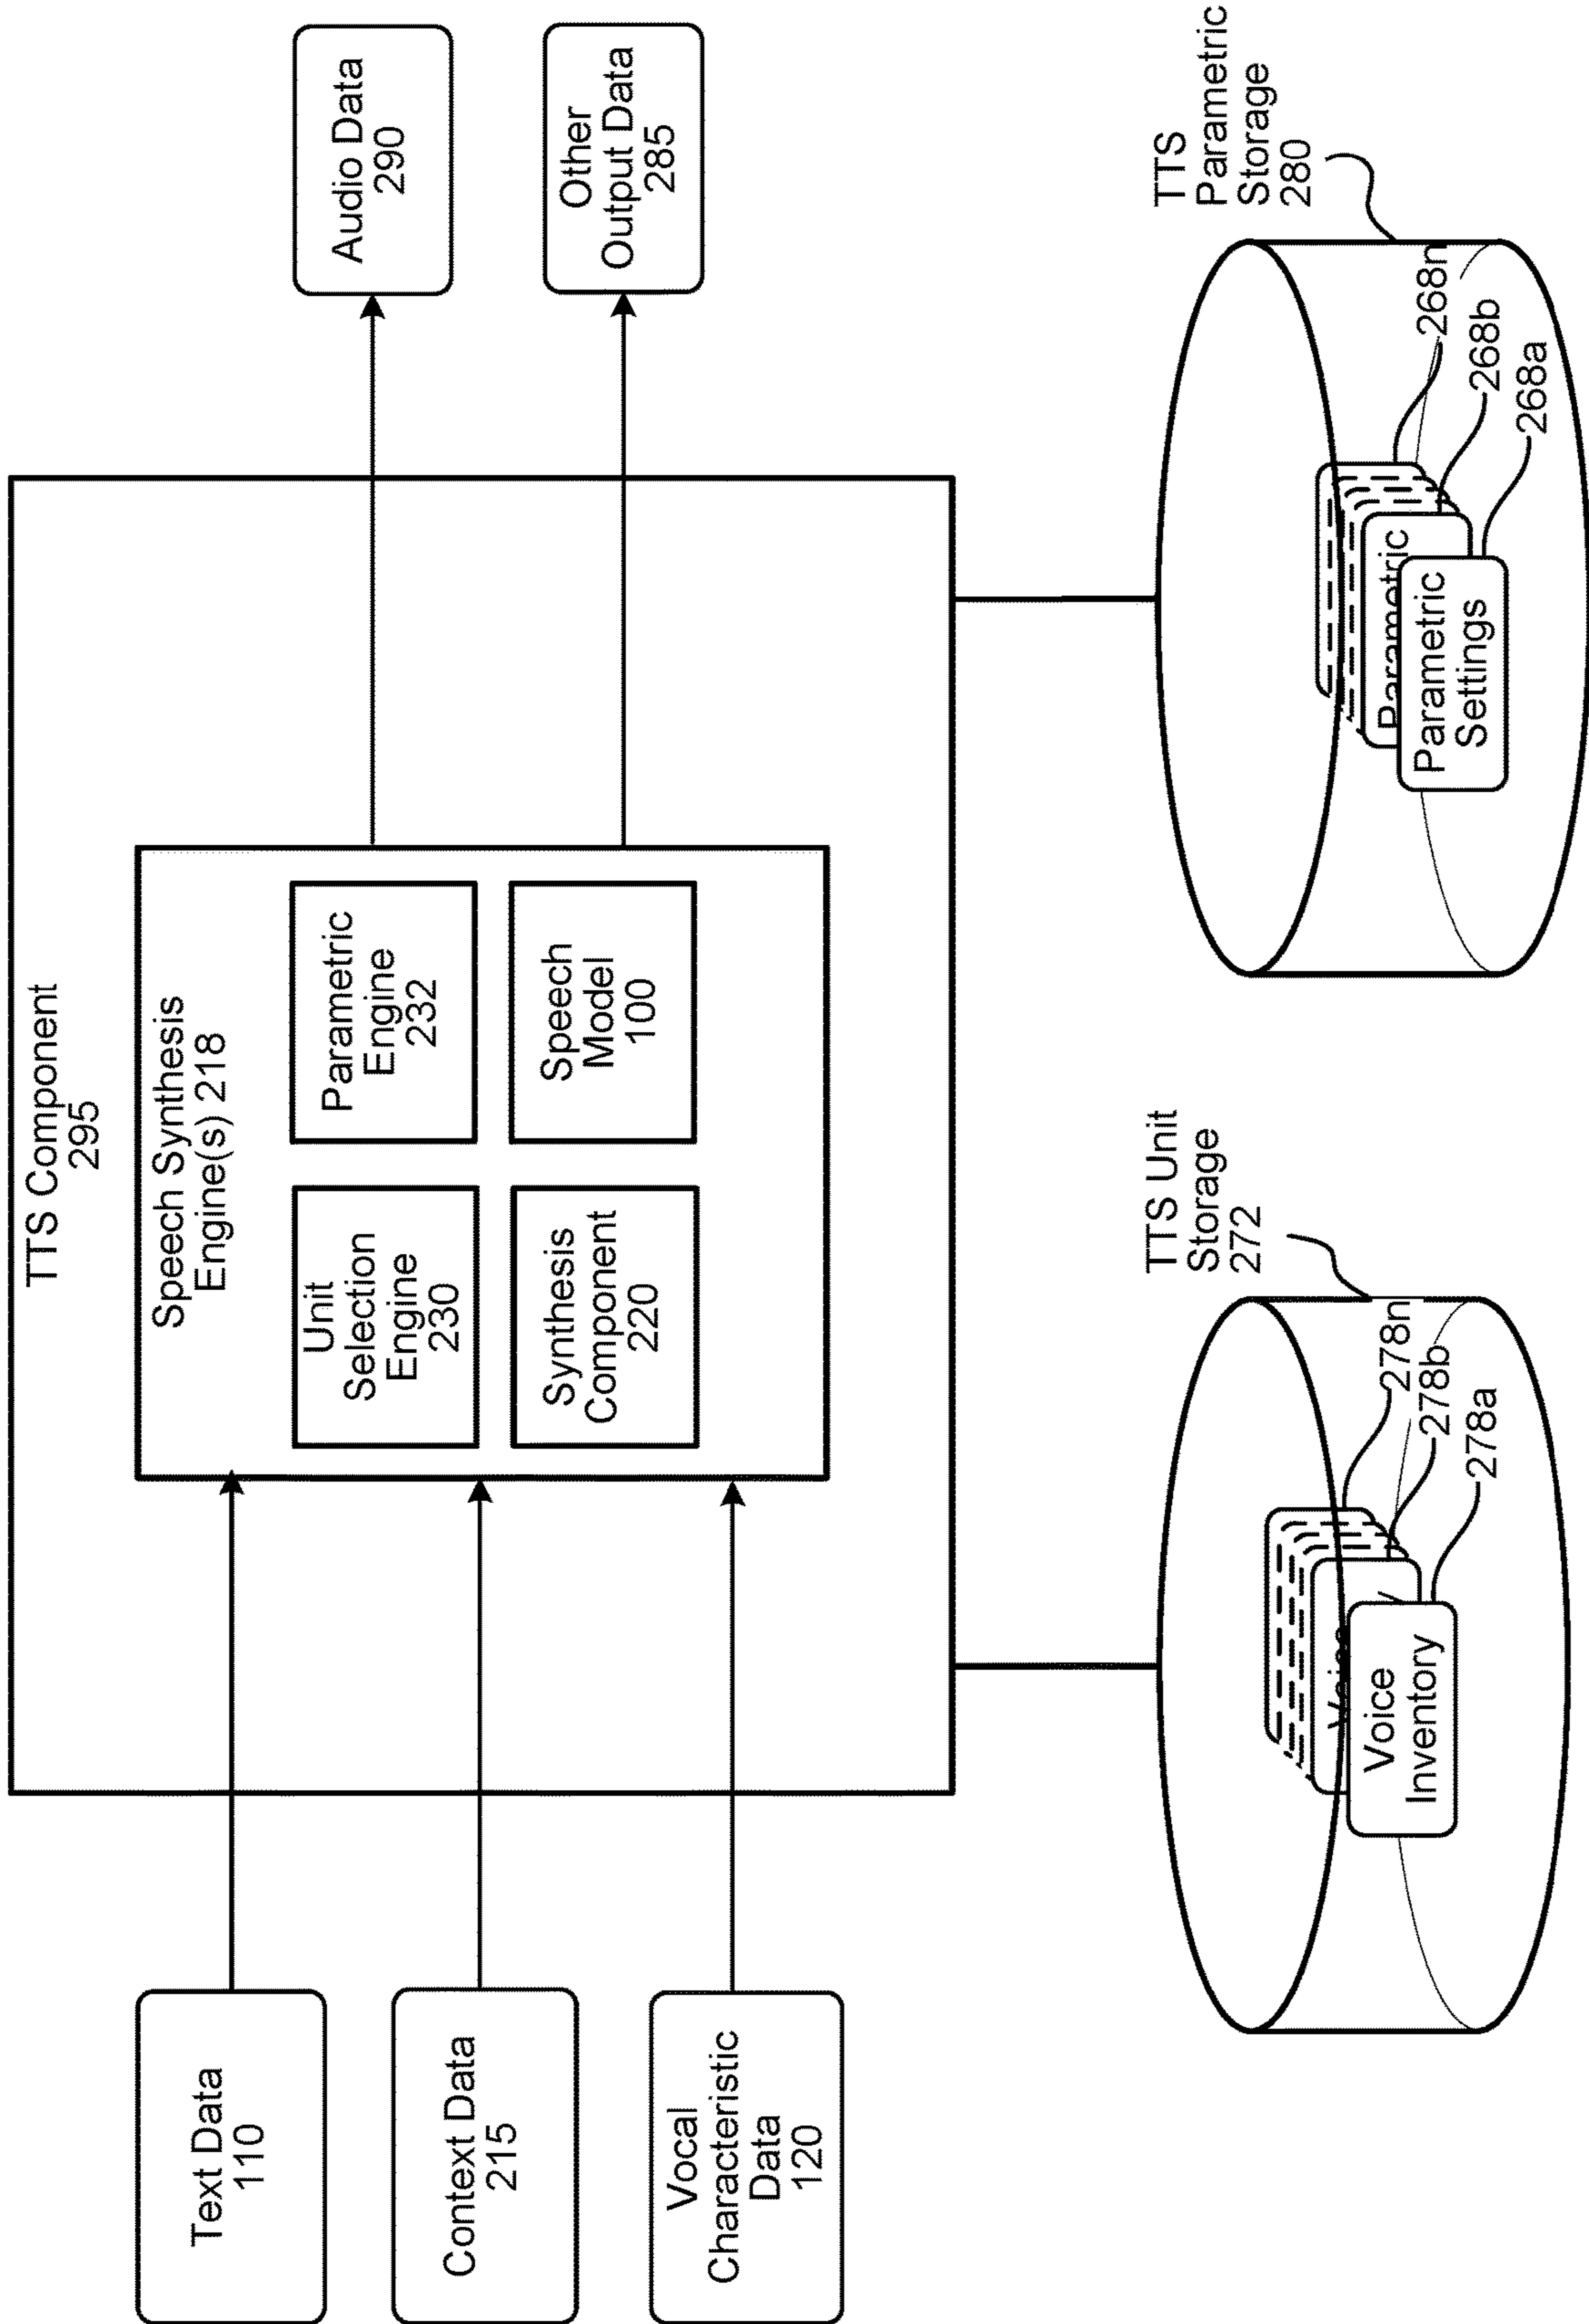 TTS Component
295
Speech Synthesis
Engine(s) 218
Unit
Selection
Engine
230
Parametric
Engine
232
Synthesis
Component
220
Speech
Model
100
Text Data
110
Context Data
215
Vocal
Characteristic
Data
120
Audio Data
290
Other
Output Data
285
TTS Unit
Storage
272
278n
278b
278a
Voice
Inventory
TTS
Parametric
Storage
280
268n
268b
268a
Parametric
Parametric
Settings